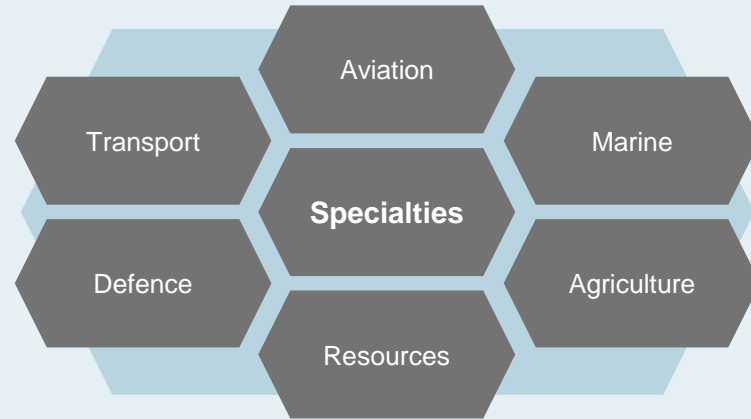 Aviation
Transport
Marine
Specialties
Defence
Agriculture
Resources